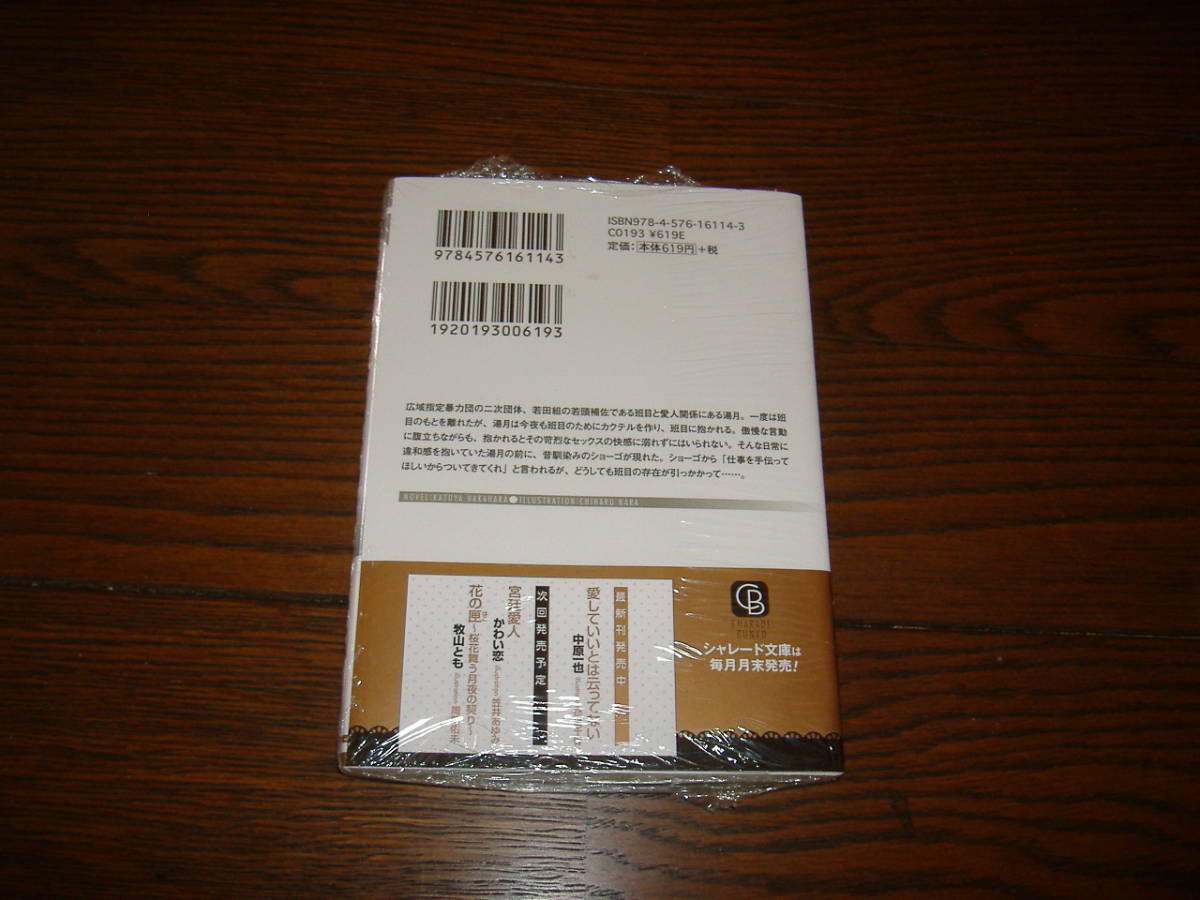 ISBN978-4-576-16114-3
C0193 ¥619E
定価：本体619円+税
9784576161143
1920193006193
広域指定暴力団の二次団体、若田組の若頭補佐である班目と愛人関係にある湯月。一度は班
目のもとを離れたが、湯月は今夜も班目のためにカクテルを作り、班目に抱かれる。傲慢な言動
に腹立ちながらも、抱かれるとその苛烈なセックスの快感に溺れずにはいられない。そんな日常に
違和感を抱いていた湯月の前に、昔馴染みのショーゴが現れた。ショーゴから「仕事を手伝って
ほしいからついてきてくれ」と言われるが、どうしても班目の存在が引っかかって……。
NOVEL:KAZUYA NAKAHARA●ILLUSTRATION:CHIHARU NARA
最新刊発売中
愛していいとは云ってない
中原一也
次回発売予定
宮廷愛人
かわい恋 illustration 笠井あゆみ
花の匣～桜花舞う月夜の契り～
牧山とも illustration 周防佑未
CB
CHARADE
BUNKO
シャレード文庫は
毎月月末発売！